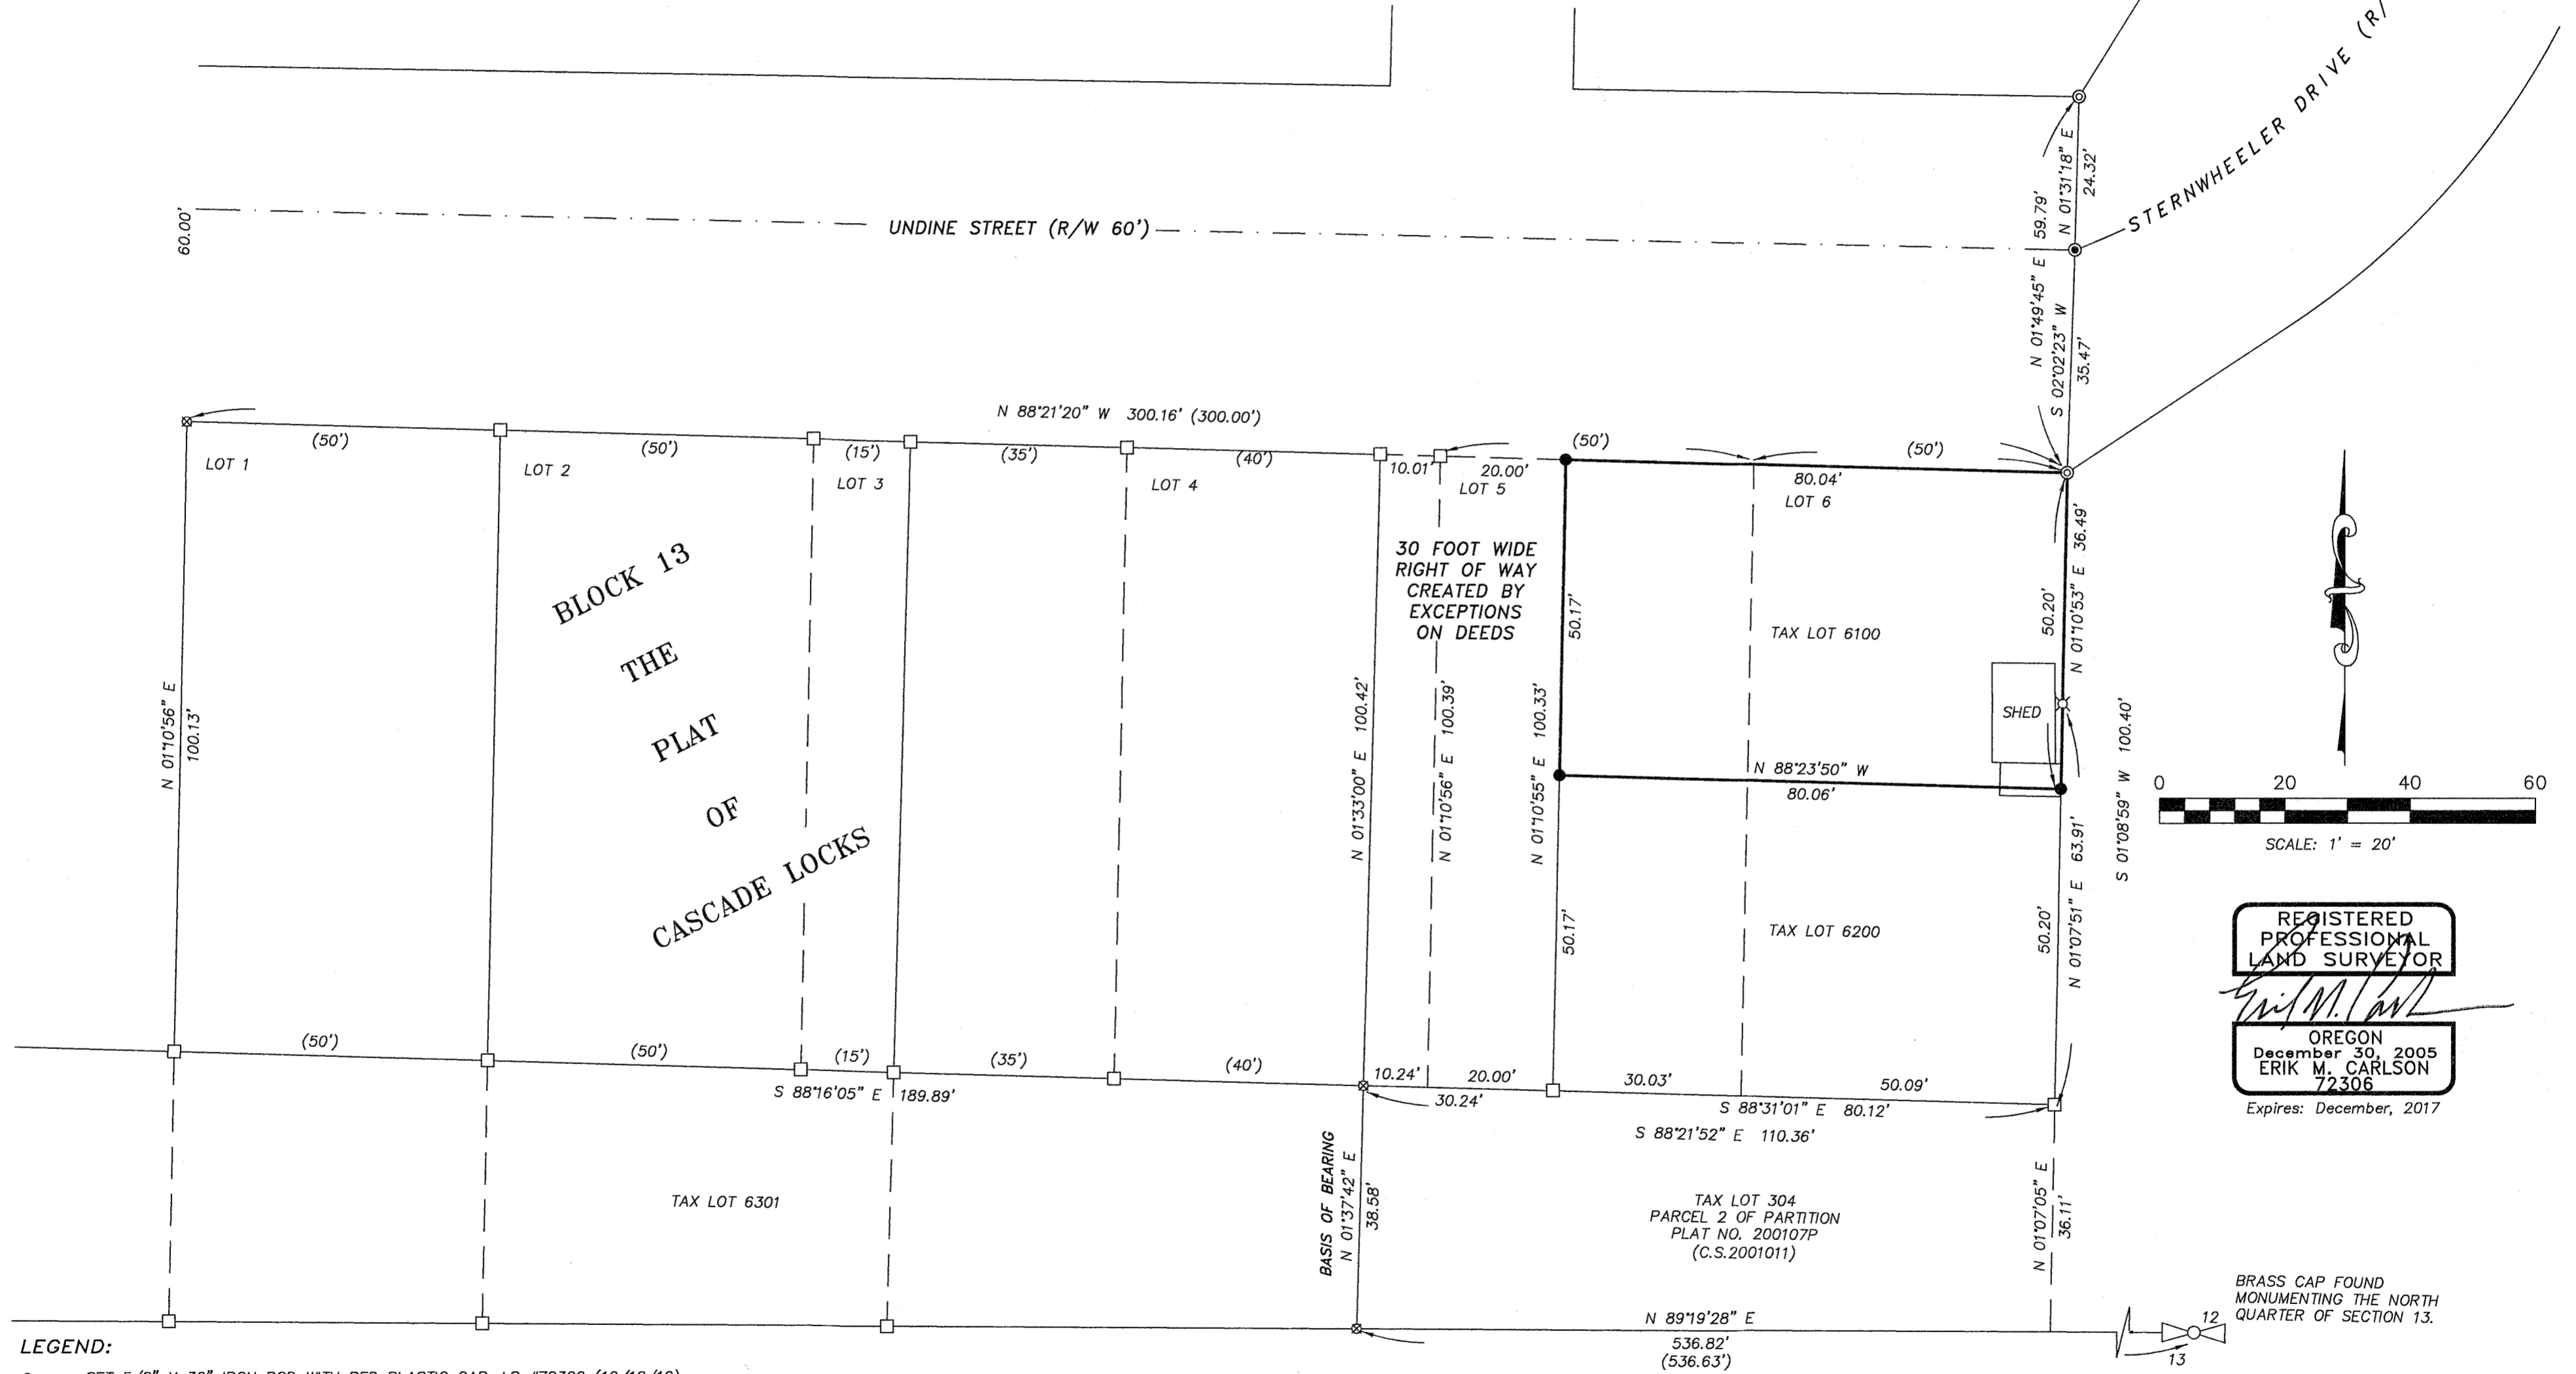 STERNWHEELER DRIVE (R/
N 01°31'18" E
24.32'
UNDINE STREET (R/W 60')
60.00'
N 01°49'45" E 59.79'
S 02°02'23" W
35.47'
N 88°21'20" W 300.16' (300.00')
(50')
(50')
(15')
(35')
(40')
10.01'
20.00'
(50')
80.04'
(50')
LOT 1
LOT 2
LOT 3
LOT 4
LOT 5
LOT 6
BLOCK 13
THE
PLAT
OF
CASCADE LOCKS
30 FOOT WIDE
RIGHT OF WAY
CREATED BY
EXCEPTIONS
ON DEEDS
N 01°10'56" E
100.13'
N 01°33'00" E 100.42'
N 01°10'56" E 100.39'
N 01°10'55" E 100.33'
50.17'
50.17'
TAX LOT 6100
SHED
50.20'
N 01°10'53" E 36.49'
N 88°23'50" W
80.06'
TAX LOT 6200
50.20'
N 01°07'51" E 63.91'
S 01°08'59" W 100.40'
0 20 40 60
SCALE: 1' = 20'
REGISTERED
PROFESSIONAL
LAND SURVEYOR
OREGON
December 30, 2005
ERIK M. CARLSON
72306
Expires: December, 2017
(50')
(50')
(15')
(35')
(40')
10.24'
20.00'
30.03'
50.09'
S 88°16'05" E 189.89'
30.24'
S 88°31'01" E 80.12'
S 88°21'52" E 110.36'
TAX LOT 6301
BASIS OF BEARING
N 01°37'42" E
38.58'
TAX LOT 304
PARCEL 2 OF PARTITION
PLAT NO. 200107P
(C.S.2001011)
N 01°07'05" E
36.11'
BRASS CAP FOUND
MONUMENTING THE NORTH
QUARTER OF SECTION 13.
12
13
N 89°19'28" E
536.82'
(536.63')
LEGEND: